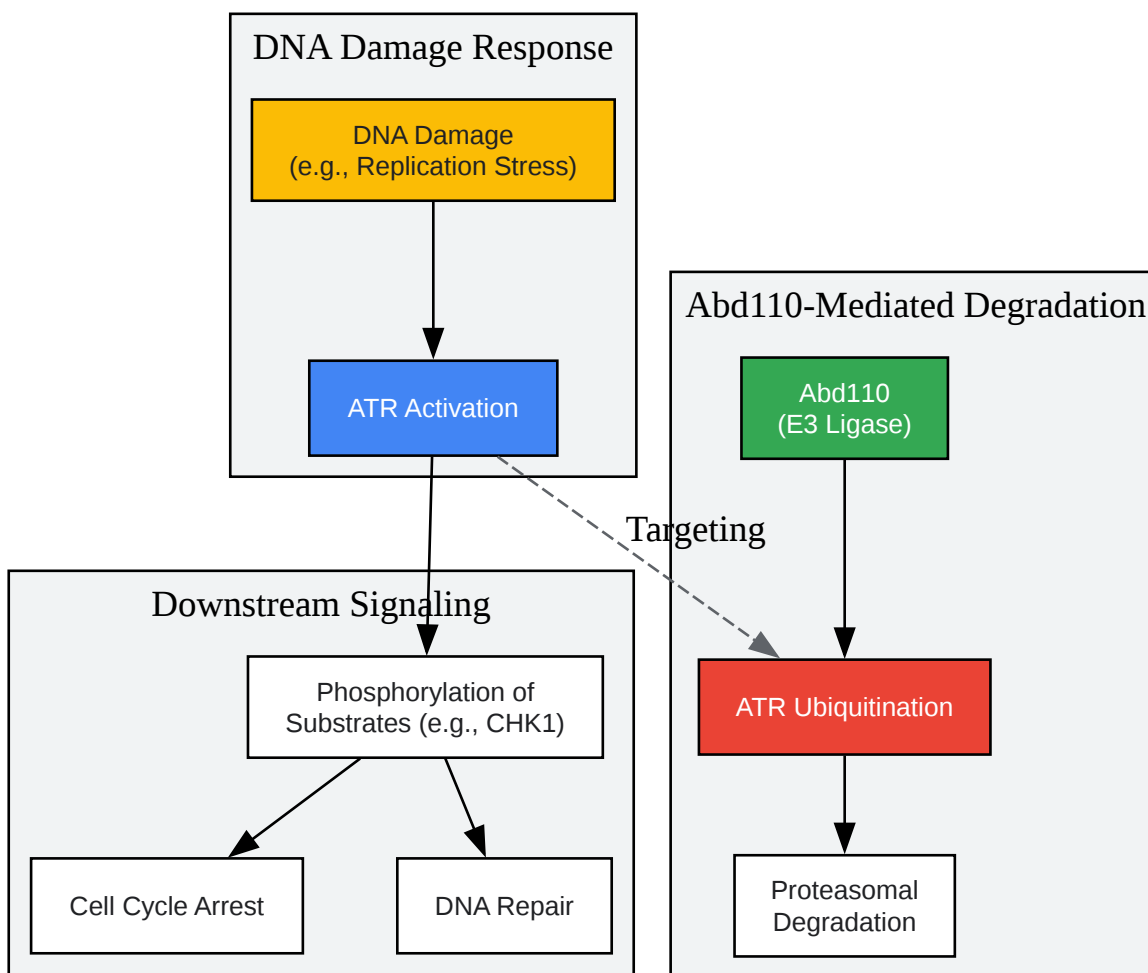 DNA Damage Response
DNA Damage
(e.g., Replication Stress)
ATR Activation
Abd110-Mediated Degradation
Abd110
(E3 Ligase)
Targeting
Downstream Signaling
Phosphorylation of
Substrates (e.g., CHK1)
ATR Ubiquitination
Cell Cycle Arrest
DNA Repair
Proteasomal
Degradation